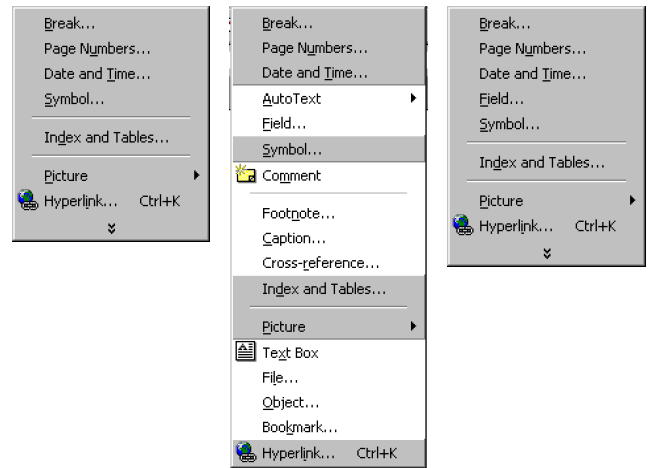 Break...
Page Numbers...
Date and Time...
Symbol...
Index and Tables...
Picture
Hyperlink... Ctrl+K
Break...
Page Numbers...
Date and Time...
AutoText
Field...
Symbol...
Comment
Footnote...
Caption...
Cross-reference...
Index and Tables...
Picture
Text Box
File...
Object...
Bookmark...
Hyperlink... Ctrl+K
Break...
Page Numbers...
Date and Time...
Field...
Symbol...
Index and Tables...
Picture
Hyperlink... Ctrl+K